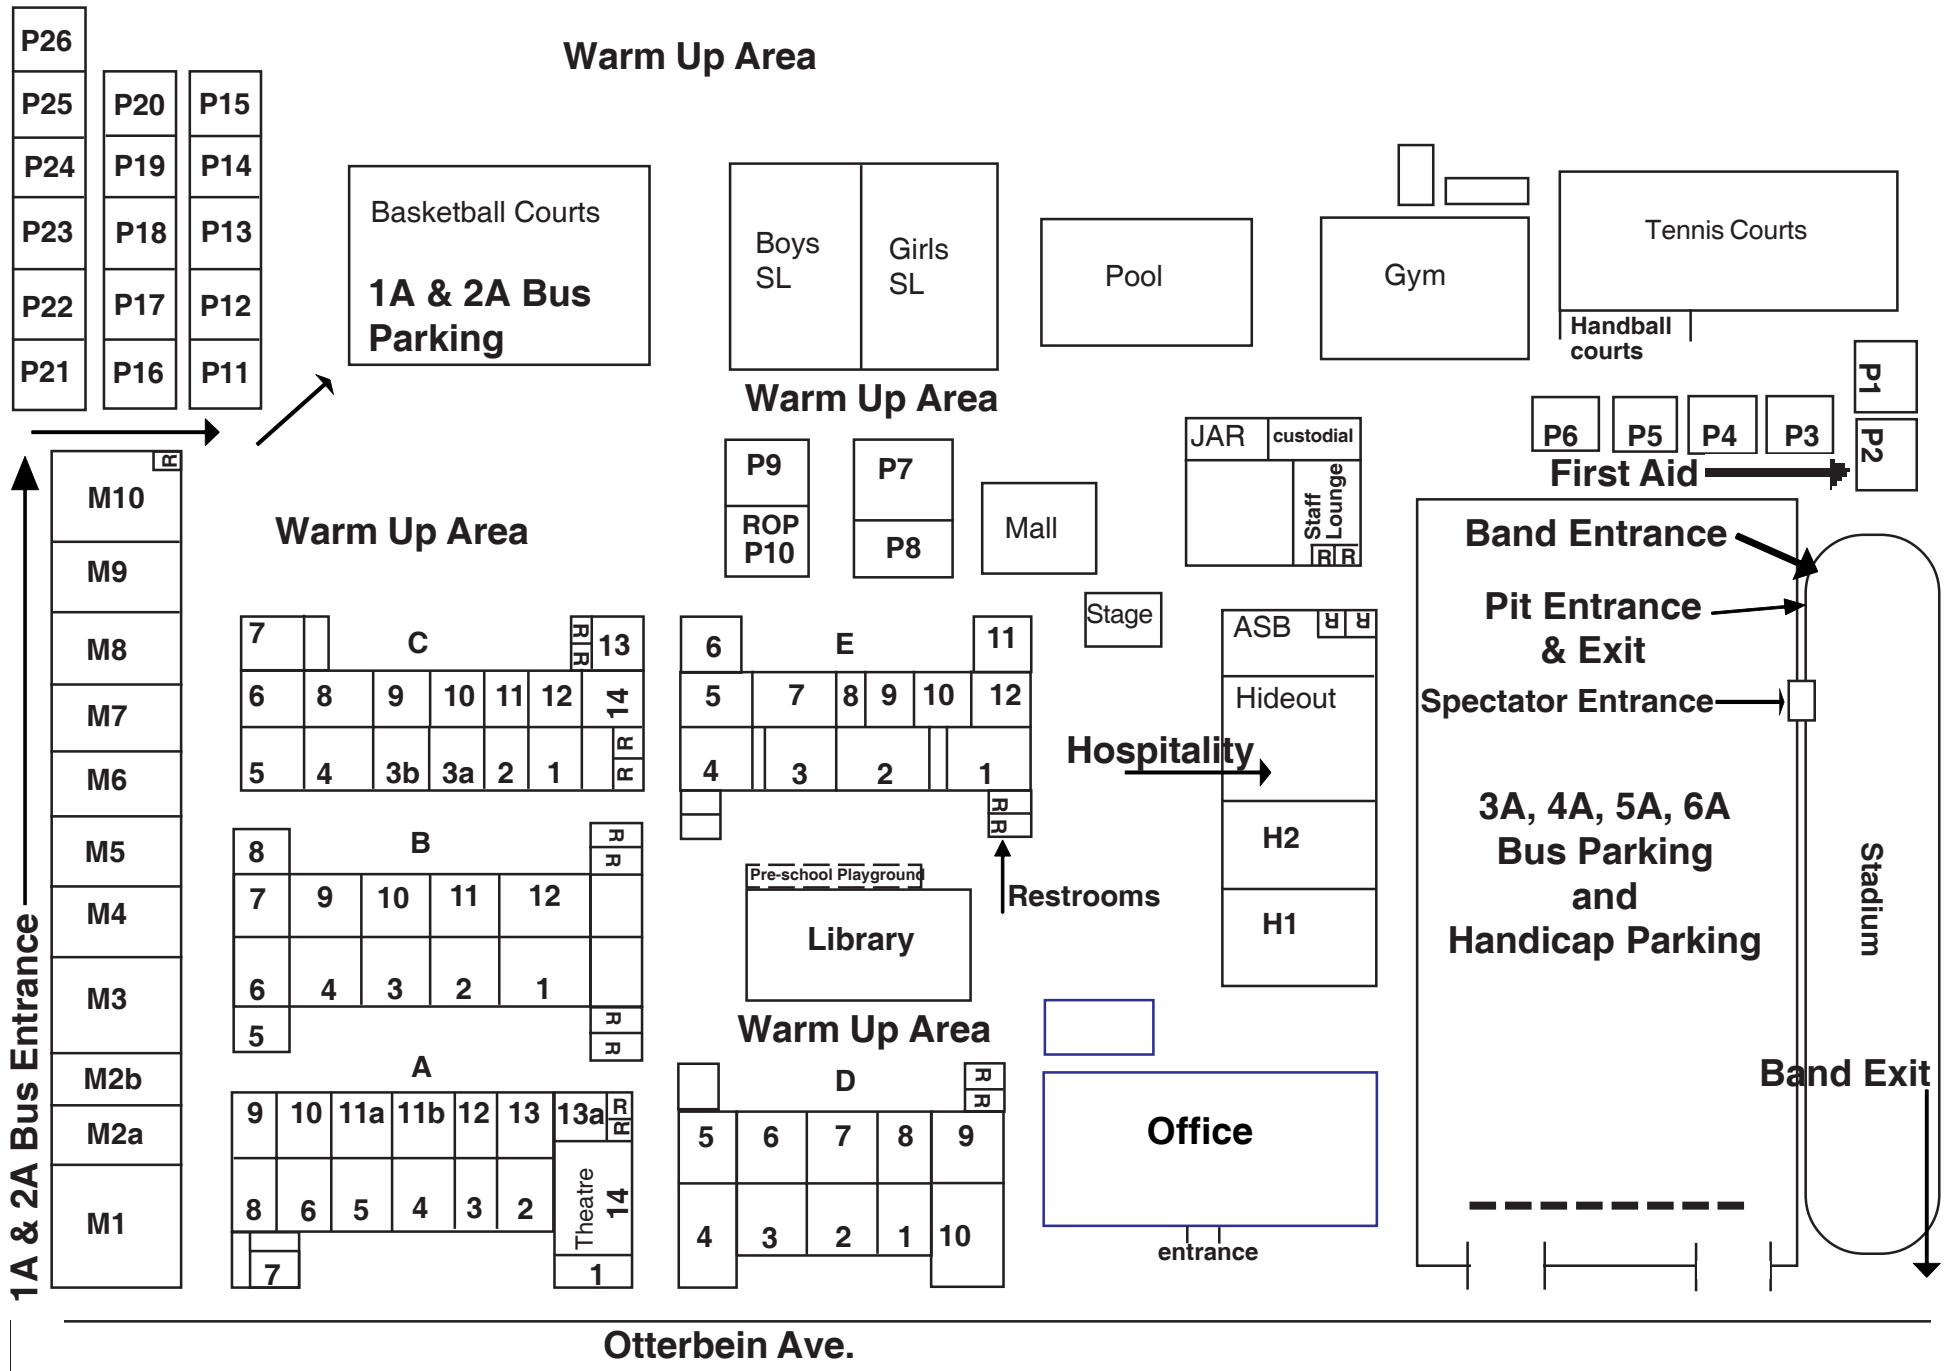 P26
P25
P24
P23
P22
P21
P20
P19
P18
P17
P16
P15
P14
P13
P12
P11
Warm Up Area
Basketball Courts
1A & 2A Bus
Parking
Boys
SL
Girls
SL
Pool
Gym
Tennis Courts
Handball
courts
Warm Up Area
P1
P2
P6
P5
P4
P3
First Aid
JAR
custodial
Staff
Lounge
R
R
P9
ROP
P10
P7
P8
Mall
Stage
Warm Up Area
R
M10
M9
M8
M7
M6
M5
M4
M3
M2b
M2a
M1
1A & 2A Bus Entrance
C
7
R
R
13
6
8
9
10
11
12
14
5
4
3b
3a
2
1
R
R
E
6
11
5
7
8
9
10
12
4
3
2
1
R
R
Restrooms
ASB
R
R
Hideout
Hospitality
H2
H1
Band Entrance
Pit Entrance
& Exit
Spectator Entrance
3A, 4A, 5A, 6A
Bus Parking
and
Handicap Parking
Stadium
Band Exit
B
8
R
R
7
9
10
11
12
6
4
3
2
1
5
R
R
Pre-school Playground
Library
Warm Up Area
A
9
10
11a
11b
12
13
13a
R
R
8
6
5
4
3
2
Theatre
14
7
1
D
R
R
5
6
7
8
9
4
3
2
1
10
Office
entrance
Otterbein Ave.